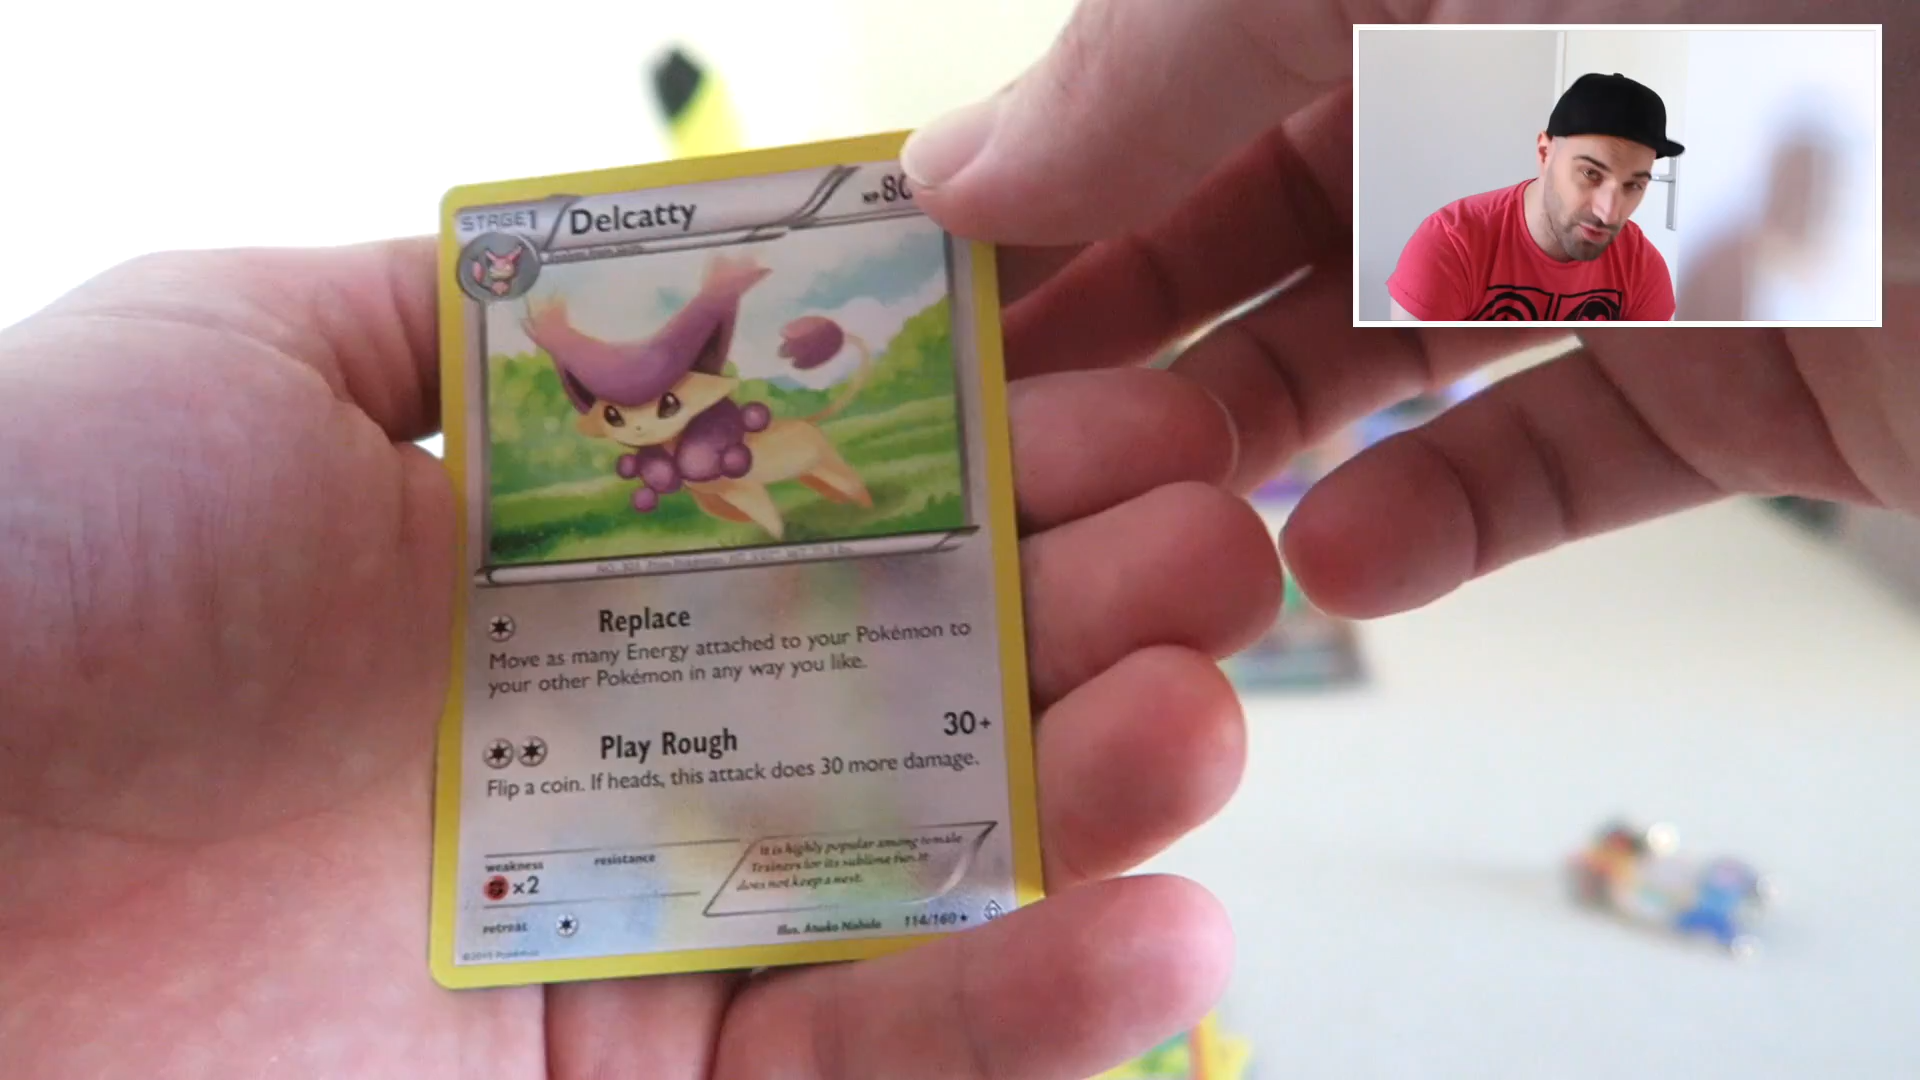 STAGE1 Delcatty HP80
Replace
Move as many Energy attached to your Pokémon to
your other Pokémon in any way you like.
Play Rough 30+
Flip a coin. If heads, this attack does 30 more damage.
weakness resistance
×2
retreat
It is highly popular among female
Trainers for its sublime fur. It
does not keep a nest.
Illus. Atsuko Nishida 114/160